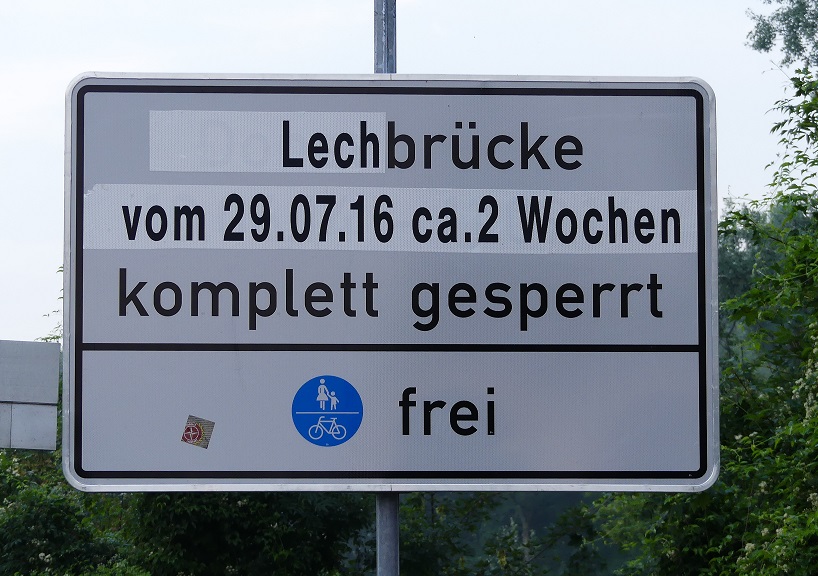 Lechbrücke
vom 29.07.16 ca.2 Wochen
komplett gesperrt
frei